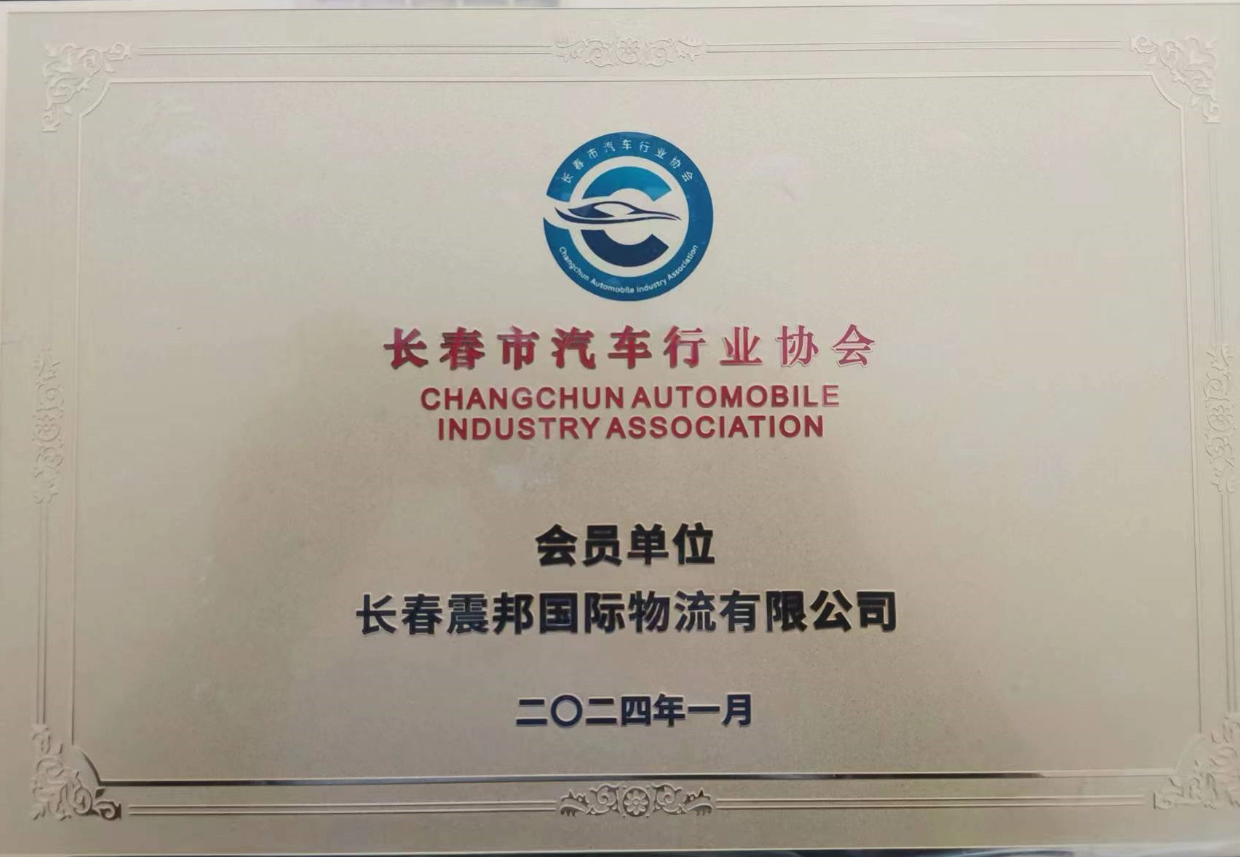 长春市汽车行业协会
Changchun Automobile Industry Association
长春市汽车行业协会
CHANGCHUN AUTOMOBILE
INDUSTRY ASSOCIATION
会员单位
长春震邦国际物流有限公司
二〇二四年一月